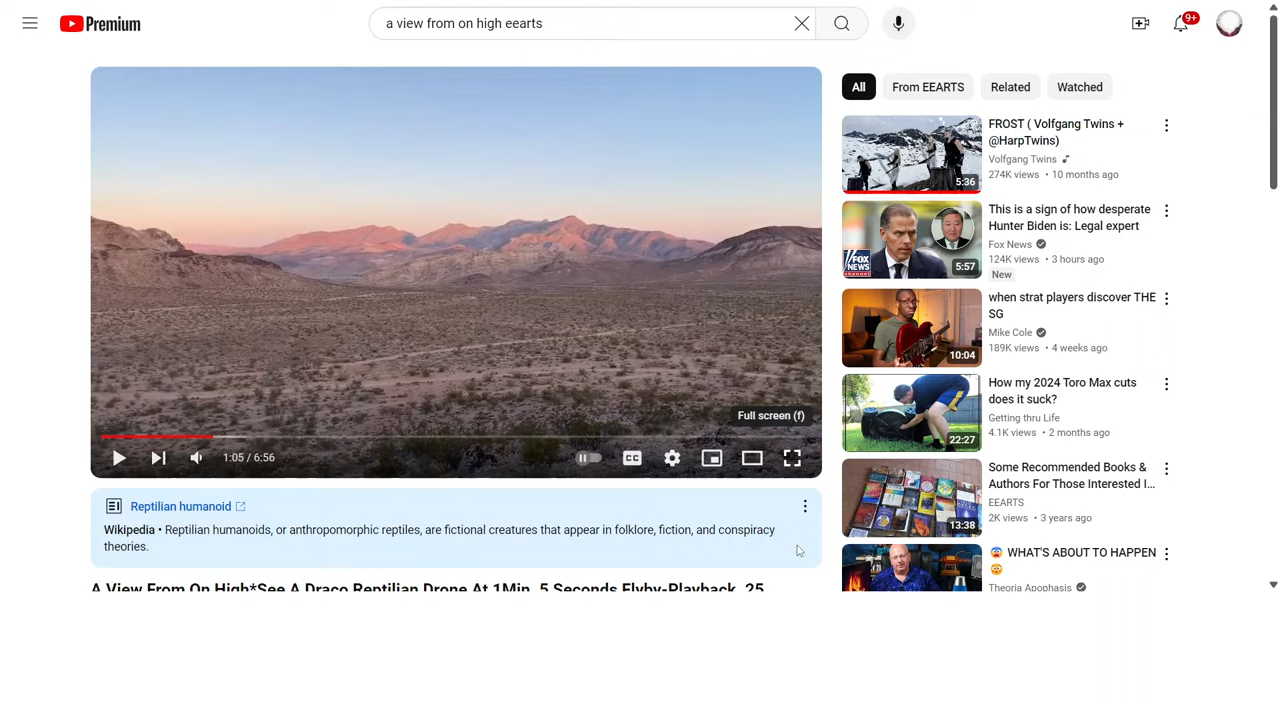 Premium
a view from on high eearts
9+
Full screen (f)
1:05 / 6:56
CC
Reptilian humanoid
Wikipedia • Reptilian humanoids, or anthropomorphic reptiles, are fictional creatures that appear in folklore, fiction, and conspiracy
theories.
A View From On High*See A Draco Reptilian Drone At 1Min. 5 Seconds Flyby-Playback .25
All
From EEARTS
Related
Watched
FROST ( Volfgang Twins +
@HarpTwins)
Volfgang Twins
274K views • 10 months ago
5:36
This is a sign of how desperate
Hunter Biden is: Legal expert
Fox News
124K views • 3 hours ago
New
FOX
NEWS
channel
5:57
when strat players discover THE
SG
Mike Cole
189K views • 4 weeks ago
10:04
How my 2024 Toro Max cuts
does it suck?
Getting thru Life
4.1K views • 2 months ago
22:27
Some Recommended Books &
Authors For Those Interested I...
EEARTS
2K views • 3 years ago
13:38
😨 WHAT'S ABOUT TO HAPPEN
😳
Theoria Apophasis